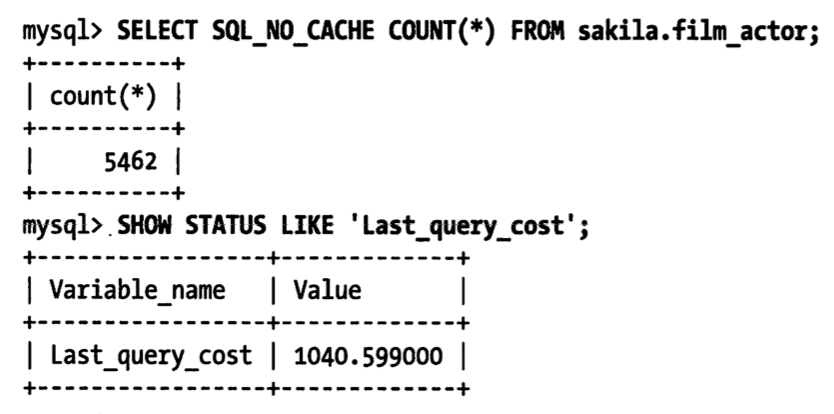 mysql> SELECT SQL_NO_CACHE COUNT(*) FROM sakila.film_actor;
+----------+
| count(*) |
+----------+
|     5462 |
+----------+
mysql> SHOW STATUS LIKE 'Last_query_cost';
+-----------------+-------------+
| Variable_name   | Value       |
+-----------------+-------------+
| Last_query_cost | 1040.599000 |
+-----------------+-------------+